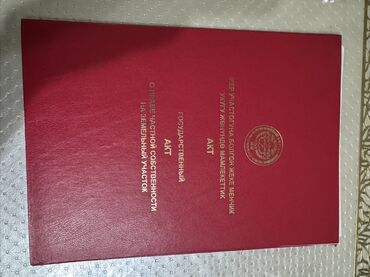 ЖЕР УЧАСТОГУНА БОЛГОН ЖЕКЕ МЕНЧИК
УКУГУ ЖӨНҮНДӨ МАМЛЕКЕТТИК
АКТ
ГОСУДАРСТВЕННЫЙ
АКТ
О ПРАВЕ ЧАСТНОЙ СОБСТВЕННОСТИ
НА ЗЕМЕЛЬНЫЙ УЧАСТОК